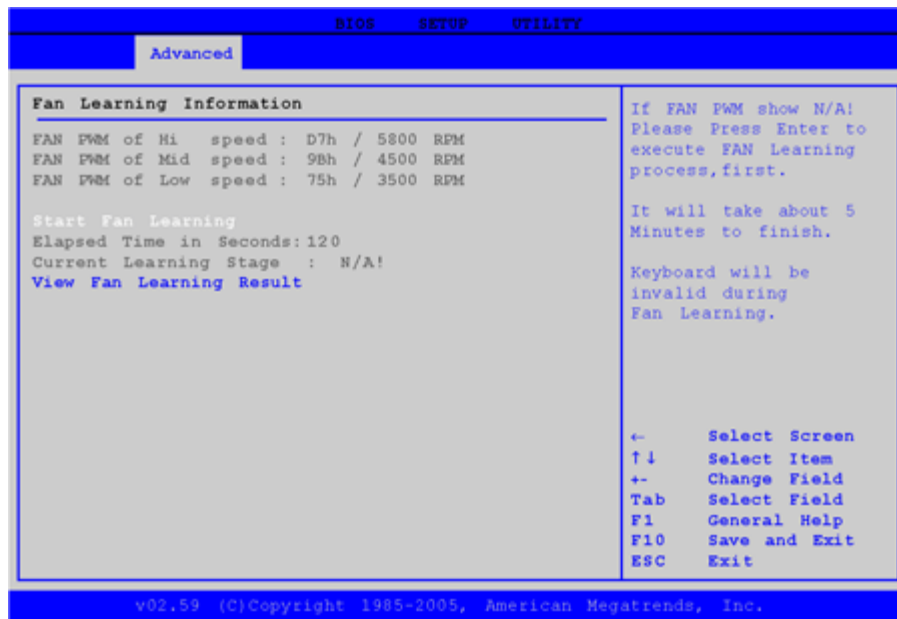 BIOS SETUP UTILITY
Advanced
Fan Learning Information
FAN PWM of Hi speed : D7h / 5800 RPM
FAN PWM of Mid speed : 9Bh / 4500 RPM
FAN PWM of Low speed : 75h / 3500 RPM
Start Fan Learning
Elapsed Time in Seconds:120
Current Learning Stage : N/A!
View Fan Learning Result
If FAN PWM show N/A!
Please Press Enter to
execute FAN Learning
process,first.
It will take about 5
Minutes to finish.
Keyboard will be
invalid during
Fan Learning.
← Select Screen
↑↓ Select Item
+- Change Field
Tab Select Field
F1 General Help
F10 Save and Exit
ESC Exit
v02.59 (C)Copyright 1985-2005, American Megatrends, Inc.